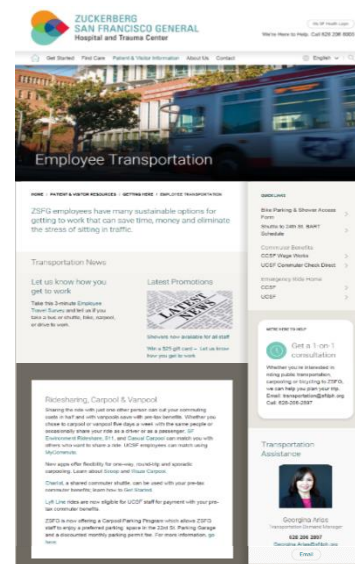 ZUCKERBERG
SAN FRANCISCO GENERAL
Hospital and Trauma Center
We're Here to Help. Call 628 206 8000
Get Started Find Care Patient & Visitor Information About Us Contact
English
Employee Transportation
HOME / PATIENT & VISITOR RESOURCES / GETTING HERE / EMPLOYEE TRANSPORTATION
ZSFG employees have many sustainable options for
getting to work that can save time, money and eliminate
the stress of sitting in traffic.
QUICK LINKS
Bike Parking & Shower Access
Form
Shuttle to 24th St. BART
Schedule
Commuter Benefits
CCSF Wage Works
UCSF Commuter Check Direct
Emergency Ride Home
CCSF
UCSF
Transportation News
Let us know how you
get to work
Take this 3-minute Employee
Travel Survey and let us if you
take a bus or shuttle, bike, carpool,
or drive to work.
Latest Promotions
LATEST
NEWS
Showers now available for all staff
Win a $25 gift card – Let us know
how you get to work
WE'RE HERE TO HELP
Get a 1-on-1
consultation
Whether you're interested in
riding public transportation,
carpooling or bicycling to ZSFG,
we can help you plan your trip.
Email: transportation@sfdph.org
Call: 628-206-2897
Ridesharing, Carpool & Vanpool
Sharing the ride with just one other person can cut your commuting
costs in half and with vanpools save with pre-tax benefits. Whether you
chose to carpool or vanpool five days a week with the same people or
occasionally share your ride as a driver or as a passenger, SF
Environment Rideshare, 511, and Casual Carpool can match you with
others who want to share a ride. UCSF employees can match using
MyCommute.
New apps offer flexibility for one-way, round-trip and sporadic
carpooling. Learn about Scoop and Waze Carpool.
Chariot, a commuter shuttle, can be used with your pre-tax
commuter benefits, learn how to Get Started.
Lyft Line rides are now eligible for UCSF staff for payment with your pre-
tax commuter benefits.
ZSFG is now offering a Carpool Parking Program which allows ZSFG
staff to enjoy a preferred parking space in the 23rd St. Parking Garage
and a discounted monthly parking permit fee. For more information, go
here.
Transportation
Assistance
Georgina Arias
Transportation Demand Manager
628 206 2897
Georgina.Arias@sfdph.org
Email